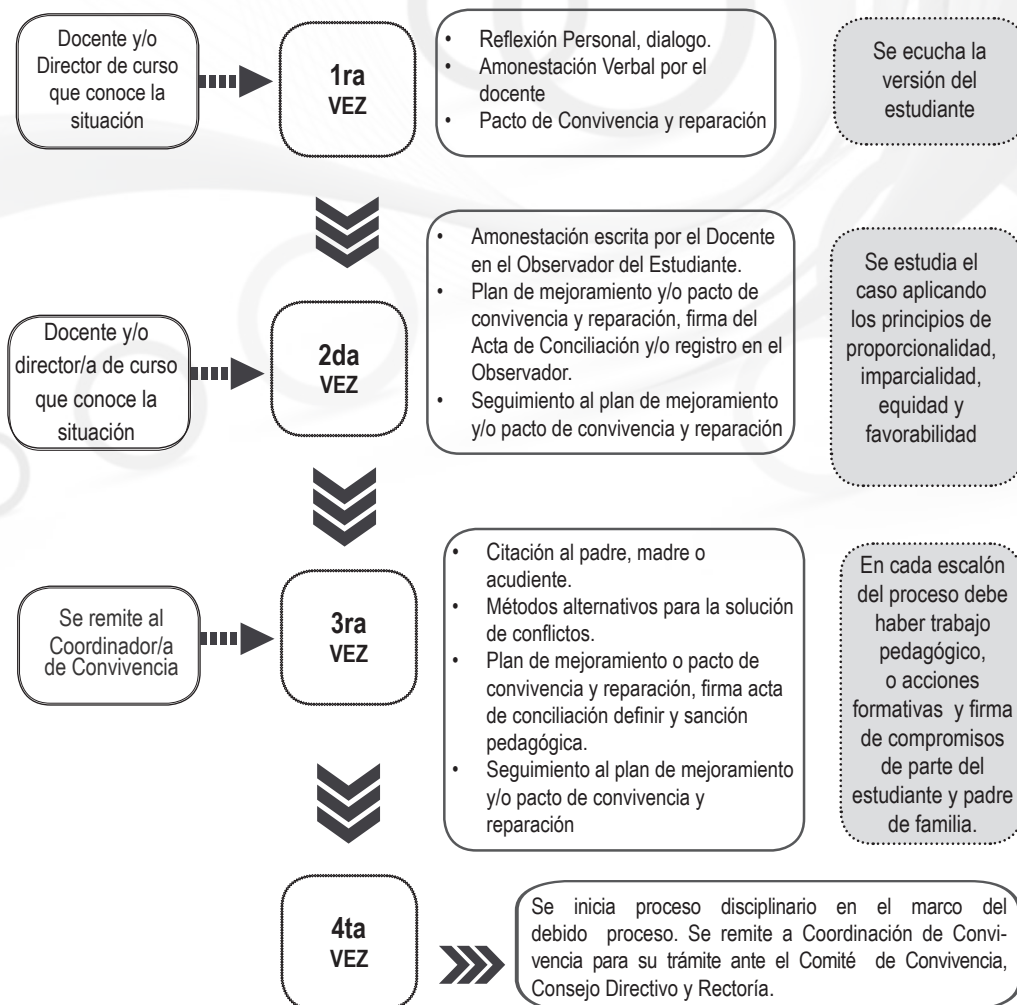 Docente y/o
Director de curso
que conoce la
situación
1ra
VEZ
• Reflexión Personal, dialogo.
• Amonestación Verbal por el
docente
• Pacto de Convivencia y reparación
Se ecucha la
versión del
estudiante
Docente y/o
director/a de curso
que conoce la
situación
2da
VEZ
• Amonestación escrita por el Docente
en el Observador del Estudiante.
• Plan de mejoramiento y/o pacto de
convivencia y reparación, firma del
Acta de Conciliación y/o registro en el
Observador.
• Seguimiento al plan de mejoramiento
y/o pacto de convivencia y reparación
Se estudia el
caso aplicando
los principios de
proporcionalidad,
imparcialidad,
equidad y
favorabilidad
Se remite al
Coordinador/a
de Convivencia
3ra
VEZ
• Citación al padre, madre o
acudiente.
• Métodos alternativos para la solución
de conflictos.
• Plan de mejoramiento o pacto de
convivencia y reparación, firma acta
de conciliación definir y sanción
pedagógica.
• Seguimiento al plan de mejoramiento
y/o pacto de convivencia y
reparación
En cada escalón
del proceso debe
haber trabajo
pedagógico,
o acciones
formativas y firma
de compromisos
de parte del
estudiante y padre
de familia.
4ta
VEZ
Se inicia proceso disciplinario en el marco del
debido proceso. Se remite a Coordinación de Convi-
vencia para su trámite ante el Comité de Convivencia,
Consejo Directivo y Rectoría.